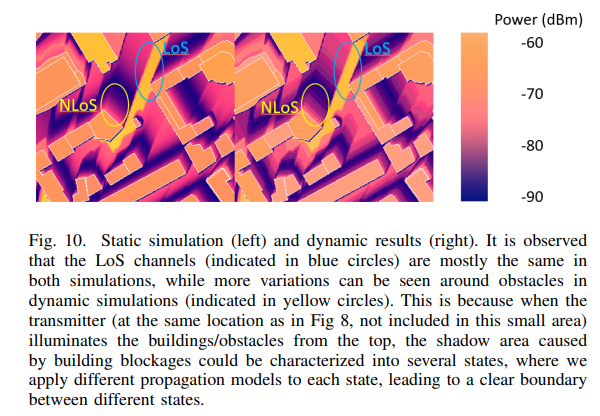 Power (dBm)
LoS
LoS
-60
NLoS
NLoS
-70
-80
-90
Fig. 10. Static simulation (left) and dynamic results (right). It is observed
that the LoS channels (indicated in blue circles) are mostly the same in
both simulations, while more variations can be seen around obstacles in
dynamic simulations (indicated in yellow circles). This is because when the
transmitter (at the same location as in Fig 8, not included in this small area)
illuminates the buildings/obstacles from the top, the shadow area caused
by building blockages could be characterized into several states, where we
apply different propagation models to each state, leading to a clear boundary
between different states.